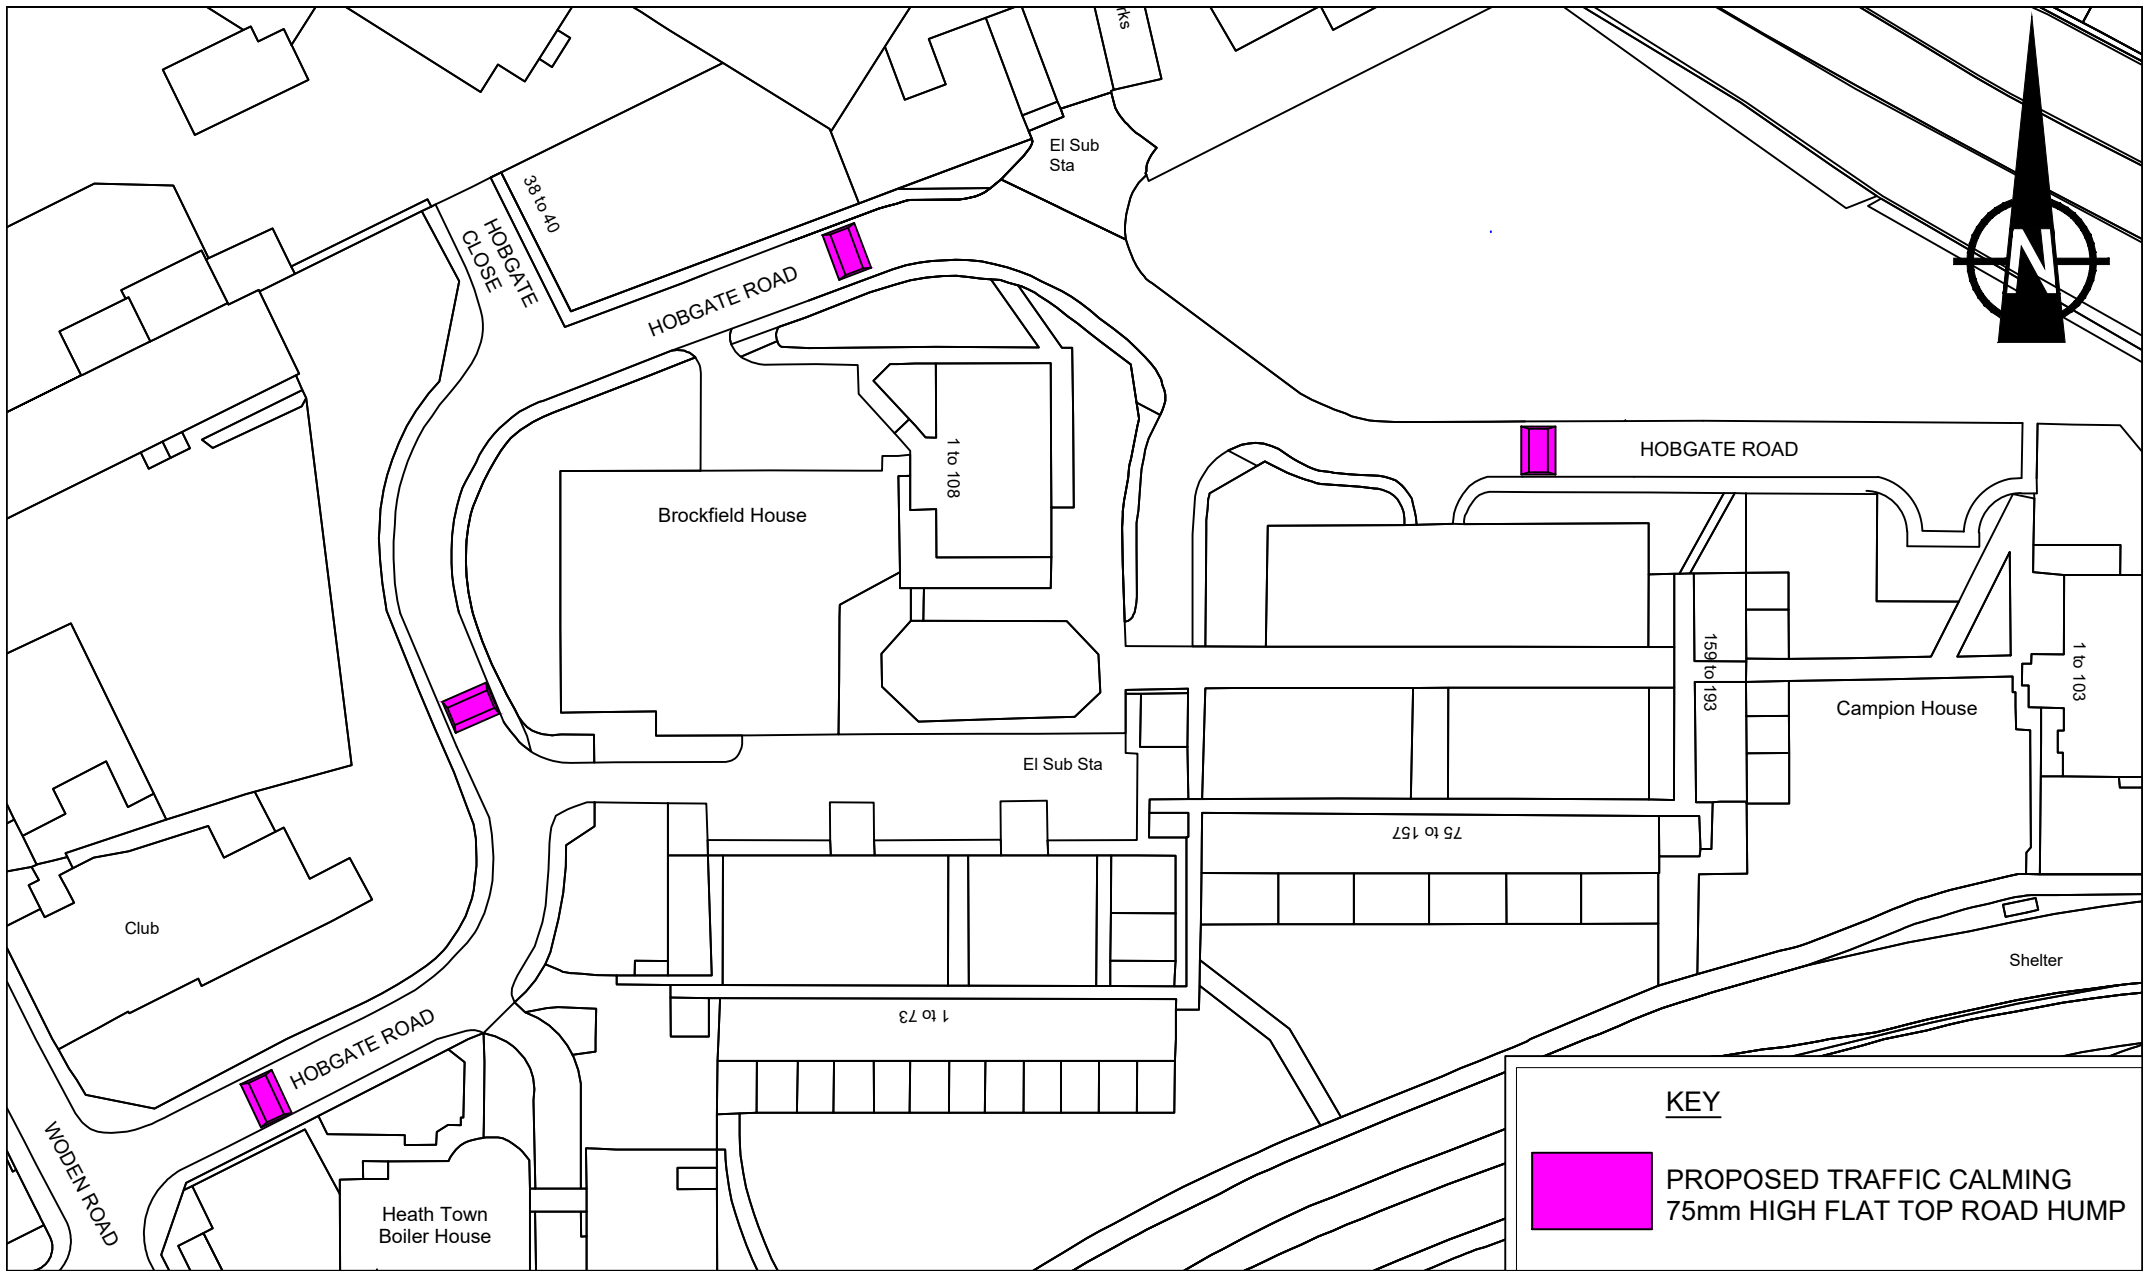 El Sub
Sta
38 to 40
HOBGATE
CLOSE
HOBGATE ROAD
N
HOBGATE ROAD
1 to 108
Brockfield House
159 to 193
1 to 103
Campion House
El Sub Sta
75 to 157
Club
Shelter
HOBGATE ROAD
1 to 73
WODEN ROAD
Heath Town
Boiler House
KEY
PROPOSED TRAFFIC CALMING
75mm HIGH FLAT TOP ROAD HUMP